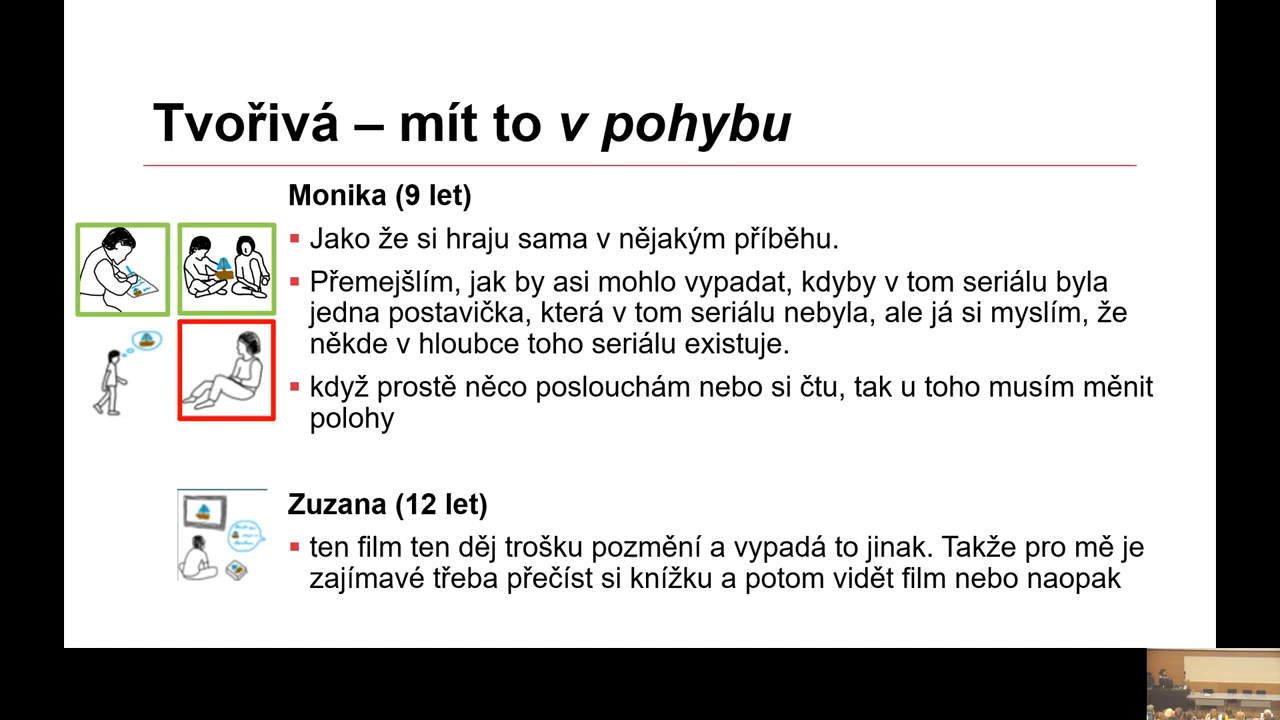 Tvořivá – mít to v pohybu
Monika (9 let)
Jako že si hraju sama v nějakým příběhu.
Přemejšlím, jak by asi mohlo vypadat, kdyby v tom seriálu byla
jedna postavička, která v tom seriálu nebyla, ale já si myslím, že
někde v hloubce toho seriálu existuje.
když prostě něco poslouchám nebo si čtu, tak u toho musím měnit
polohy
Zuzana (12 let)
ten film ten děj trošku pozmění a vypadá to jinak. Takže pro mě je
zajímavé třeba přečíst si knížku a potom vidět film nebo naopak